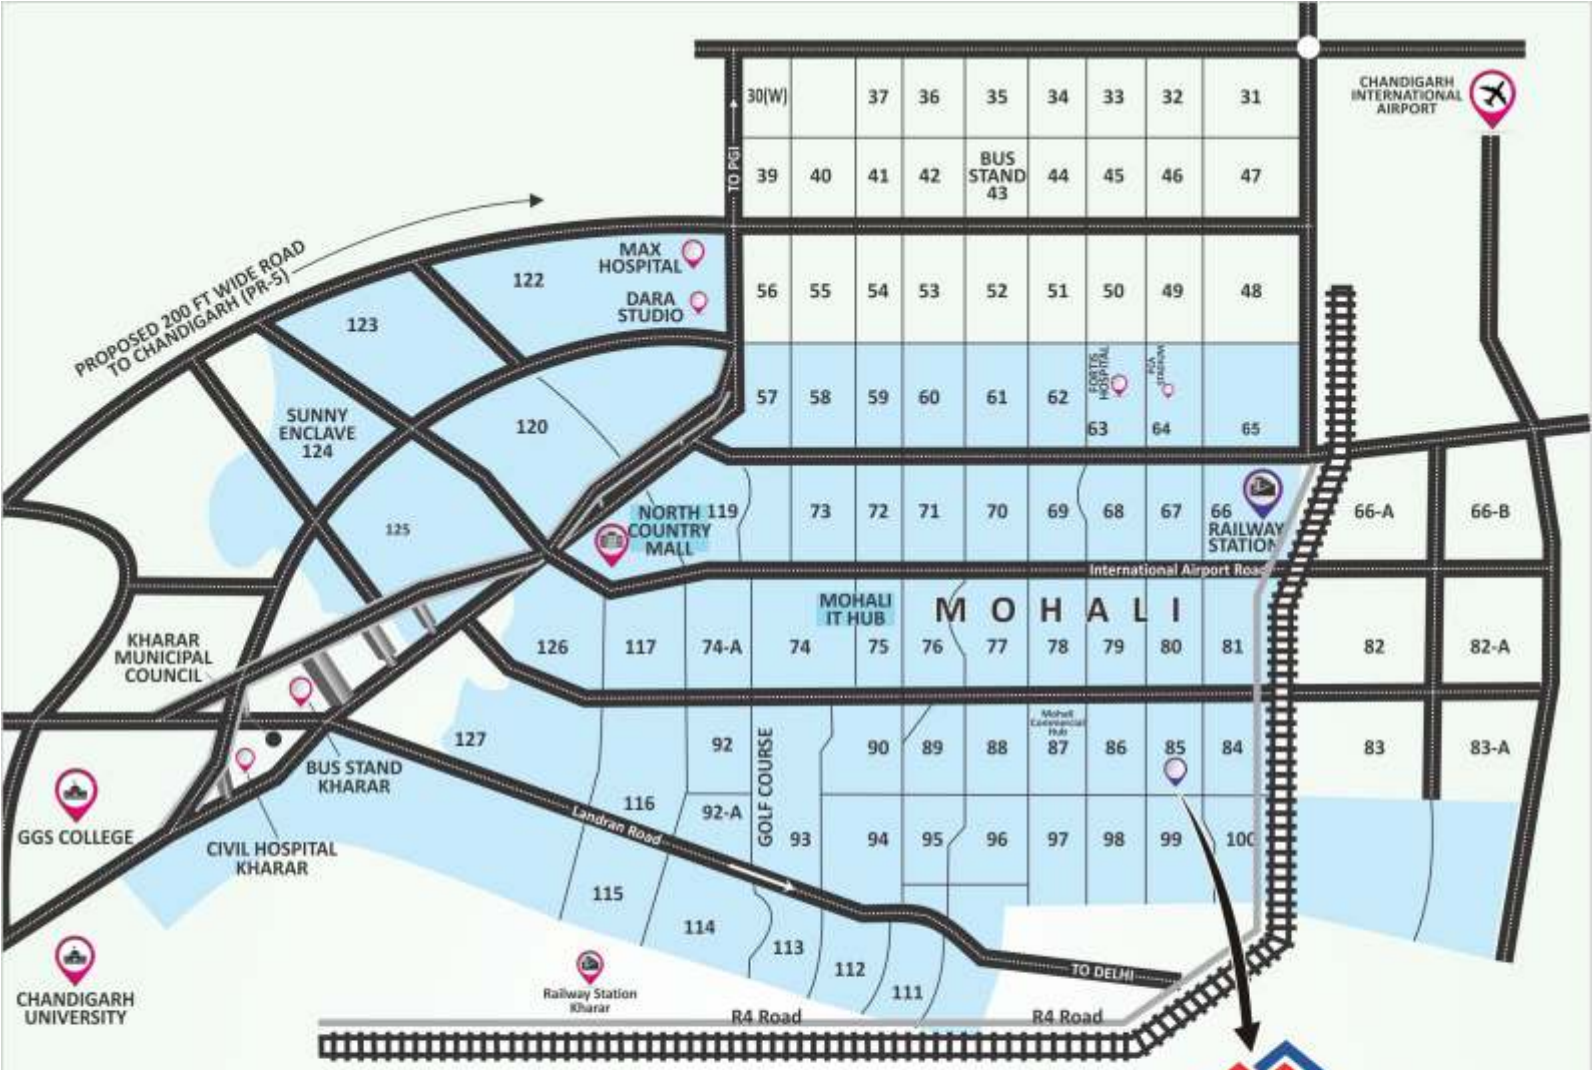 CHANDIGARH
INTERNATIONAL
AIRPORT
30(W) 37 36 35 34 33 32 31
TO PGI
39 40 41 42 BUS
STAND
43 44 45 46 47
PROPOSED 200 FT WIDE ROAD
TO CHANDIGARH (PR-5)
MAX
HOSPITAL
122
DARA
STUDIO
123
56 55 54 53 52 51 50 49 48
FORTIS
HOSPITAL
57 58 59 60 61 62 63 64 65
SUNNY
ENCLAVE
124
120
125
NORTH
COUNTRY
MALL
119 73 72 71 70 69 68 67 66
RAILWAY
STATION
66-A 66-B
International Airport Road
MOHALI
IT HUB
MOHALI
KHARAR
MUNICIPAL
COUNCIL
126 117 74-A 74 75 76 77 78 79 80 81 82 82-A
Mohali
Commercial
Hub
127 92 GOLF COURSE 90 89 88 87 86 85 84 83 83-A
BUS STAND
KHARAR
GGS COLLEGE
CIVIL HOSPITAL
KHARAR
116
Landran Road
92-A
93 94 95 96 97 98 99 100
115
114
113
112
111
TO DELHI
CHANDIGARH
UNIVERSITY
Railway Station
Kharar
R4 Road R4 Road